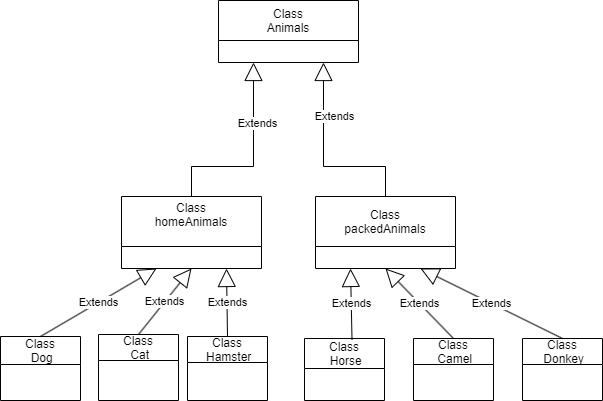 Class
Animals
Extends
Extends
Class
homeAnimals
Class
packedAnimals
Extends
Extends
Extends
Extends
Extends
Extends
Class
Dog
Class
Cat
Class
Hamster
Class
Horse
Class
Camel
Class
Donkey